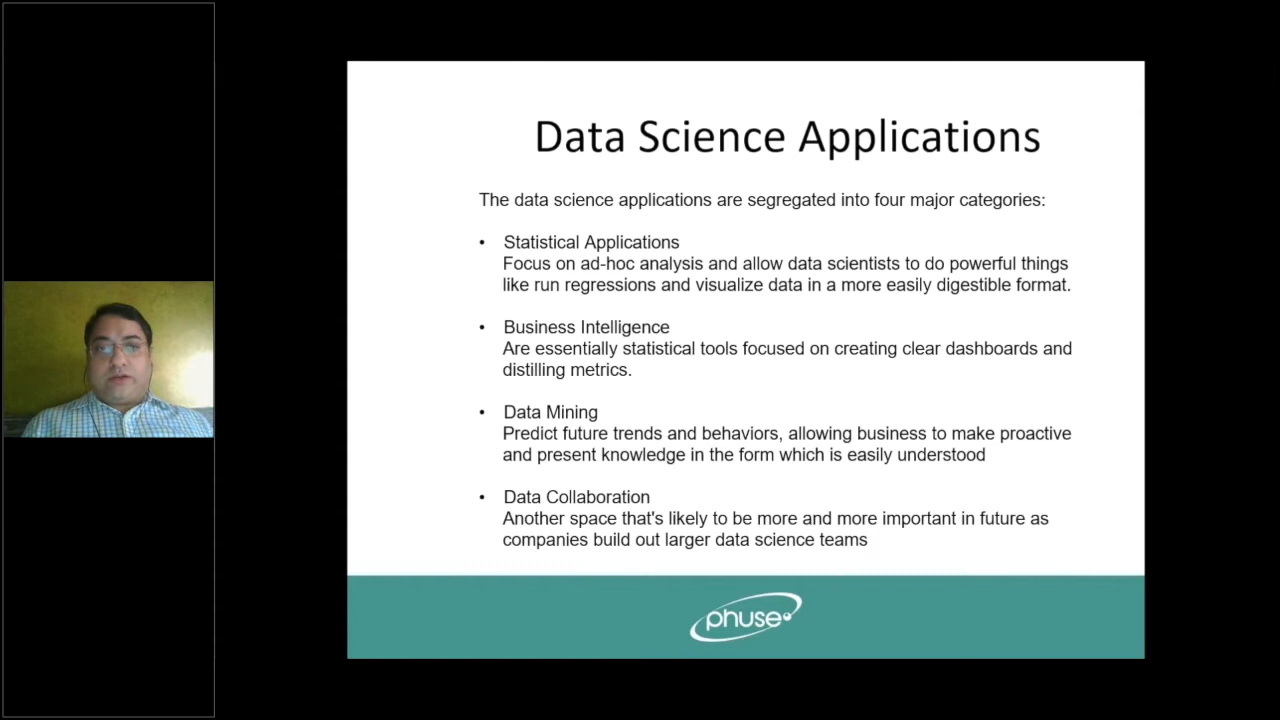 Data Science Applications
The data science applications are segregated into four major categories:
• Statistical Applications
Focus on ad-hoc analysis and allow data scientists to do powerful things
like run regressions and visualize data in a more easily digestible format.
• Business Intelligence
Are essentially statistical tools focused on creating clear dashboards and
distilling metrics.
• Data Mining
Predict future trends and behaviors, allowing business to make proactive
and present knowledge in the form which is easily understood
• Data Collaboration
Another space that's likely to be more and more important in future as
companies build out larger data science teams
phuse